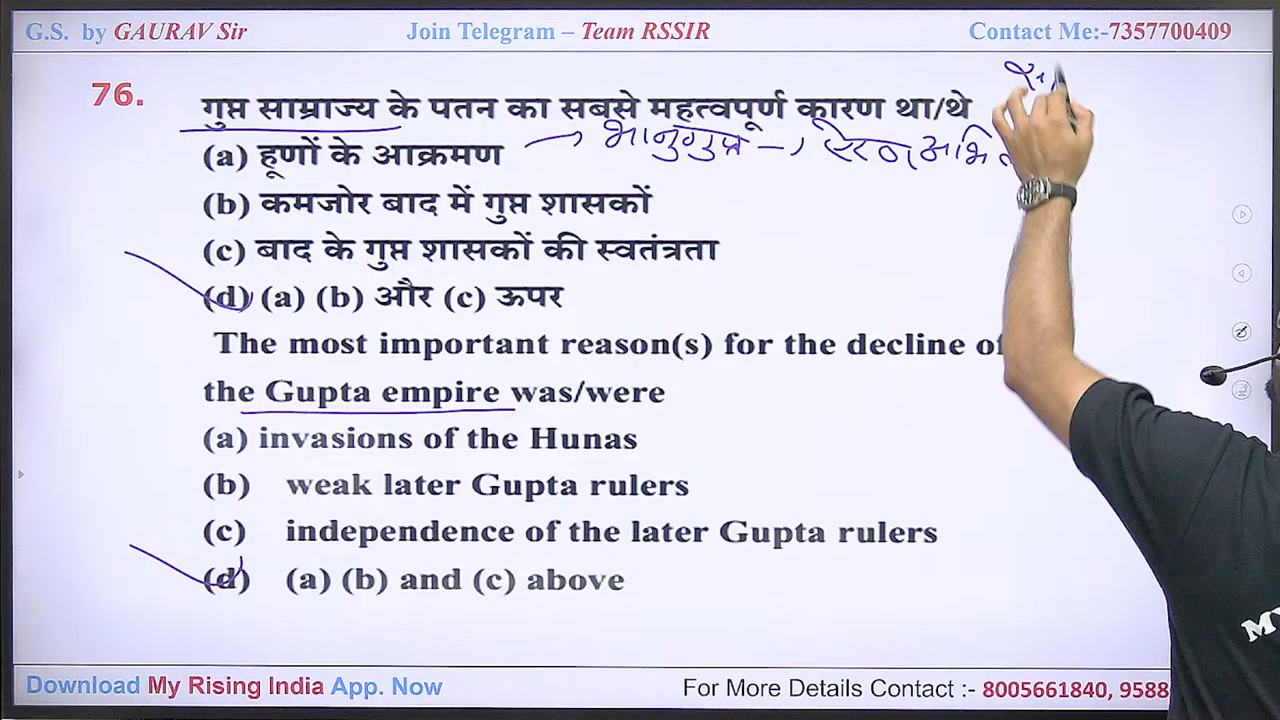 G.S. by GAURAV Sir
Join Telegram – Team RSSIR
Contact Me:-7357700409
76.
गुप्त साम्राज्य के पतन का सबसे महत्वपूर्ण कारण था/थे
(a) हूणों के आक्रमण → भानुगुप्त →
(b) कमजोर बाद में गुप्त शासकों
(c) बाद के गुप्त शासकों की स्वतंत्रता
(d) (a) (b) और (c) ऊपर
The most important reason(s) for the decline of
the Gupta empire was/were
(a) invasions of the Hunas
(b) weak later Gupta rulers
(c) independence of the later Gupta rulers
(d) (a) (b) and (c) above
Download My Rising India App. Now
For More Details Contact :- 8005661840, 9588